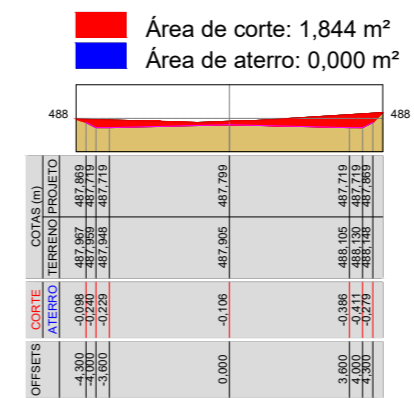 Área de corte: 1,844 m²
Área de aterro: 0,000 m²
488 488
COTAS (m)
PROJETO 487,869 487,719 487,719 487,799 487,719 487,719 487,869
TERRENO 487,967 487,959 487,948 487,905 488,105 488,130 488,148
CORTE
ATERRO
-0,098 -0,240 -0,229 -0,106 -0,386 -0,411 -0,279
OFFSETS -4,300 -4,000 -3,600 0,000 3,600 4,000 4,300